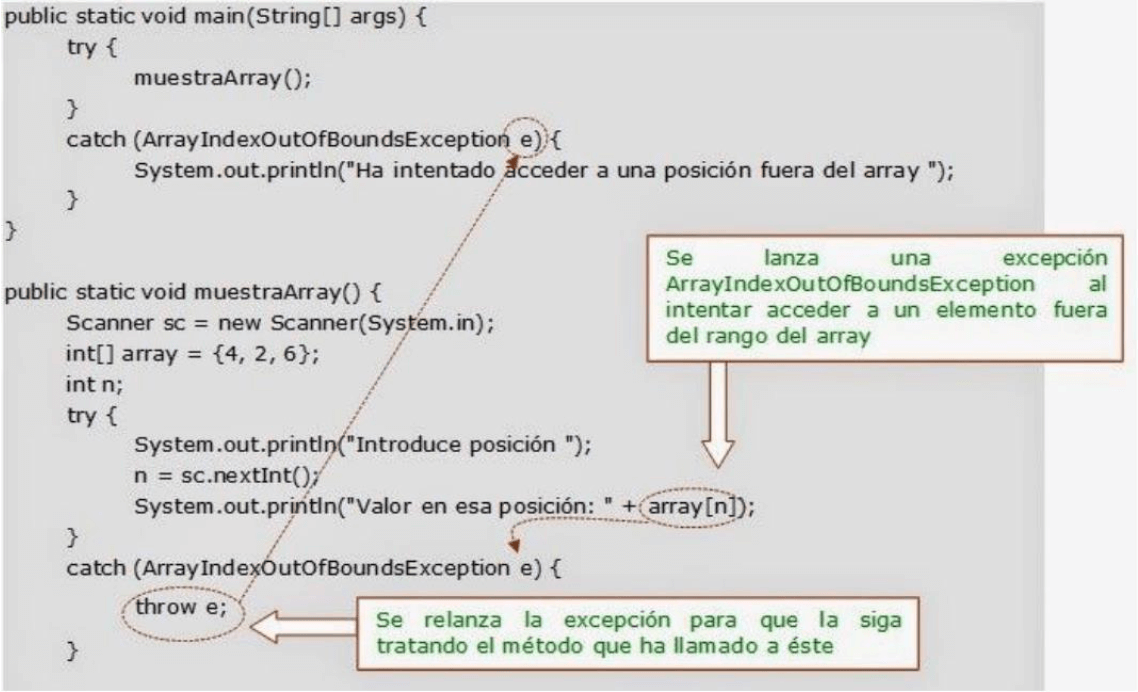 public static void main(String[] args) {
try {
muestraArray();
}
catch (ArrayIndexOutOfBoundsException e) {
System.out.println("Ha intentado acceder a una posición fuera del array ");
}
}
Se lanza una excepción
ArrayIndexOutOfBoundsException al
intentar acceder a un elemento fuera
del rango del array
public static void muestraArray() {
Scanner sc = new Scanner(System.in);
int[] array = {4, 2, 6};
int n;
try {
System.out.println("Introduce posición ");
n = sc.nextInt();
System.out.println("Valor en esa posición: " + array[n]);
}
catch (ArrayIndexOutOfBoundsException e) {
throw e;
Se relanza la excepción para que la siga
tratando el método que ha llamado a éste
}